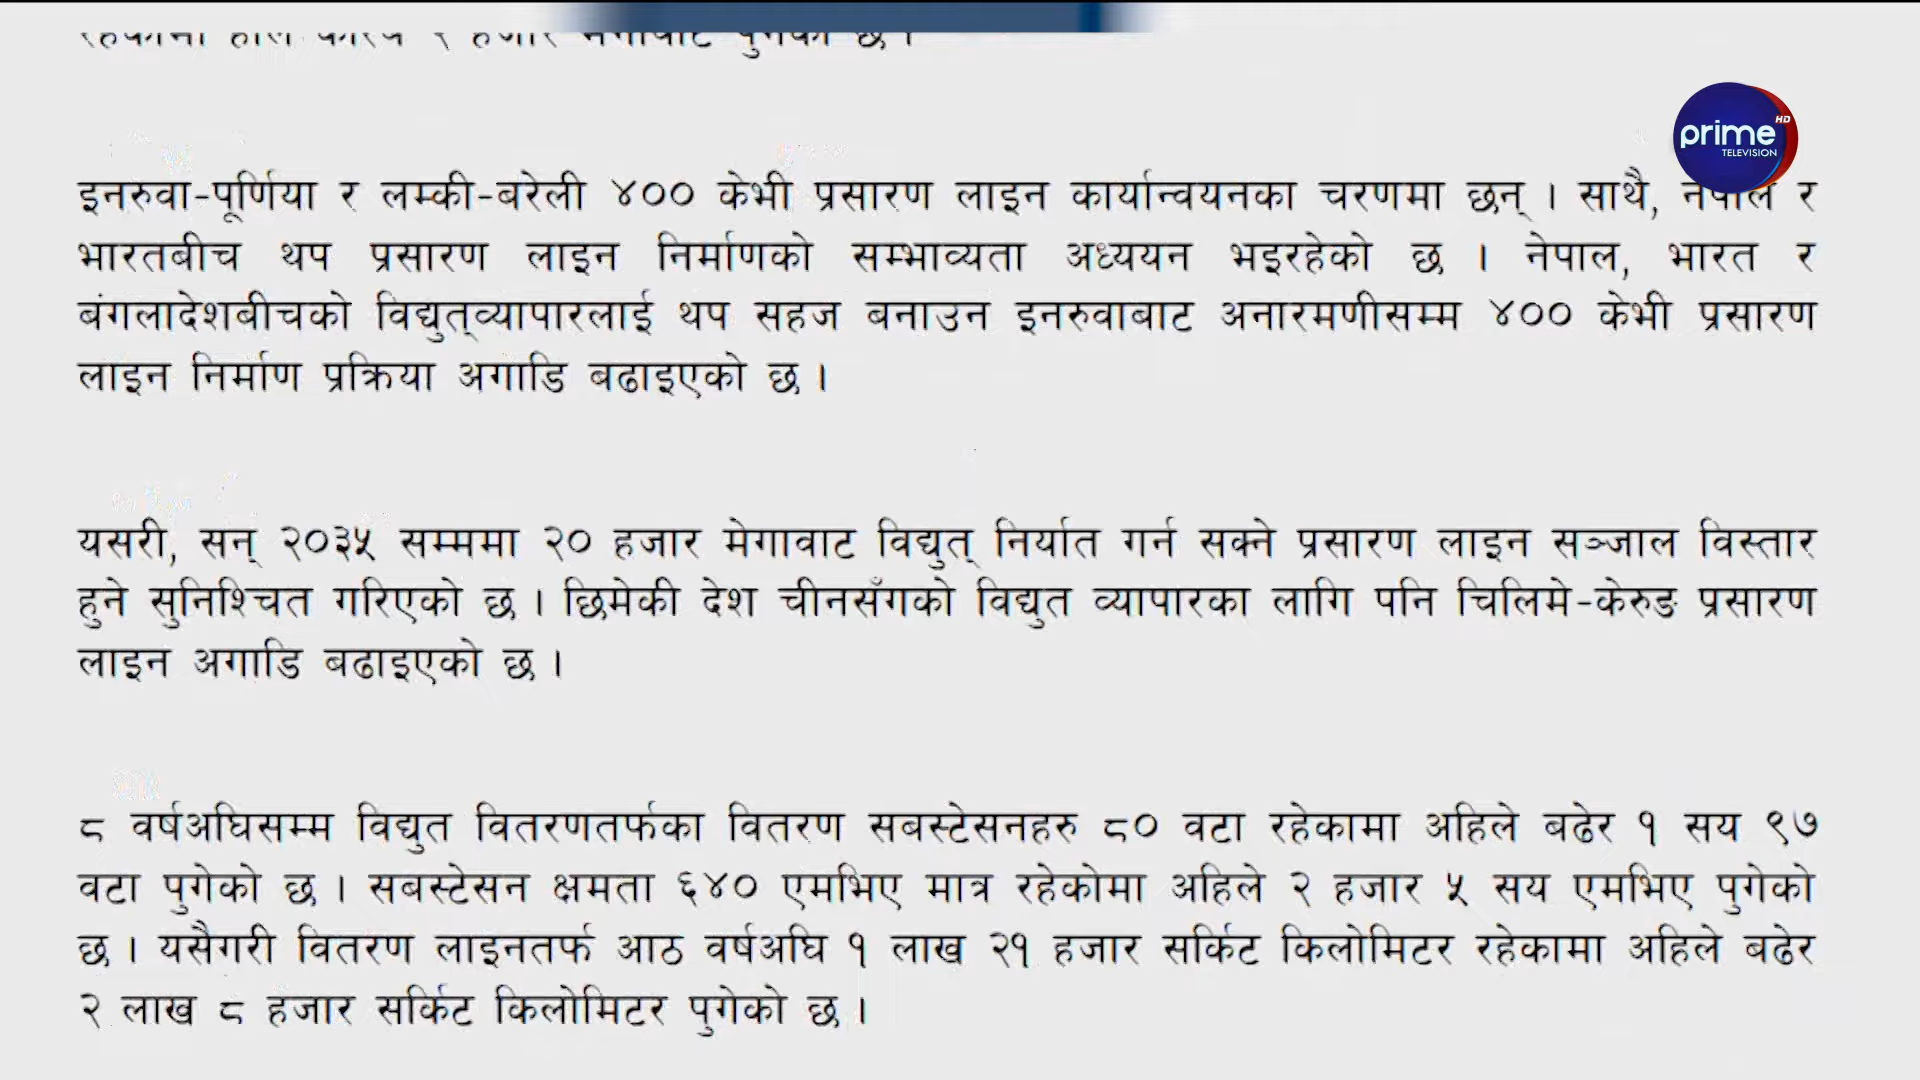 हजार मेगावाट पुगेको छ ।
prime HD
TELEVISION
इनरुवा-पूर्णिया र लम्की-बरेली ४०० केभी प्रसारण लाइन कार्यान्वयनका चरणमा छन् । साथै, नेपाल र
भारतबीच थप प्रसारण लाइन निर्माणको सम्भाव्यता अध्ययन भइरहेको छ । नेपाल, भारत र
बंगलादेशबीचको विद्युत्व्यापारलाई थप सहज बनाउन इनरुवाबाट अनारमणीसम्म ४०० केभी प्रसारण
लाइन निर्माण प्रक्रिया अगाडि बढाइएको छ ।
यसरी, सन् २०३५ सम्ममा २० हजार मेगावाट विद्युत् निर्यात गर्न सक्ने प्रसारण लाइन सञ्जाल विस्तार
हुने सुनिश्चित गरिएको छ । छिमेकी देश चीनसँगको विद्युत व्यापारका लागि पनि चिलिमे-केरुङ प्रसारण
लाइन अगाडि बढाइएको छ ।
८ वर्षअघिसम्म विद्युत वितरणतर्फका वितरण सबस्टेसनहरु ८० वटा रहेकामा अहिले बढेर १ सय ९७
वटा पुगेको छ । सबस्टेसन क्षमता ६४० एमभिए मात्र रहेकोमा अहिले २ हजार ५ सय एमभिए पुगेको
छ । यसैगरी वितरण लाइनतर्फ आठ वर्षअघि १ लाख २१ हजार सर्किट किलोमिटर रहेकामा अहिले बढेर
२ लाख ८ हजार सर्किट किलोमिटर पुगेको छ ।